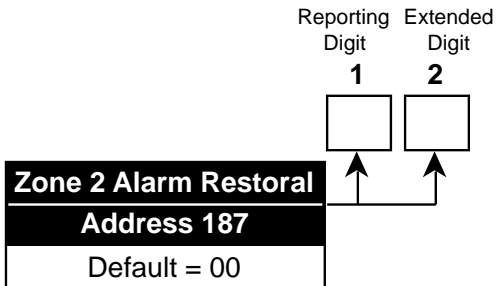 Reporting Extended
Digit Digit
1 2
Zone 2 Alarm Restoral
Address 187
Default = 00